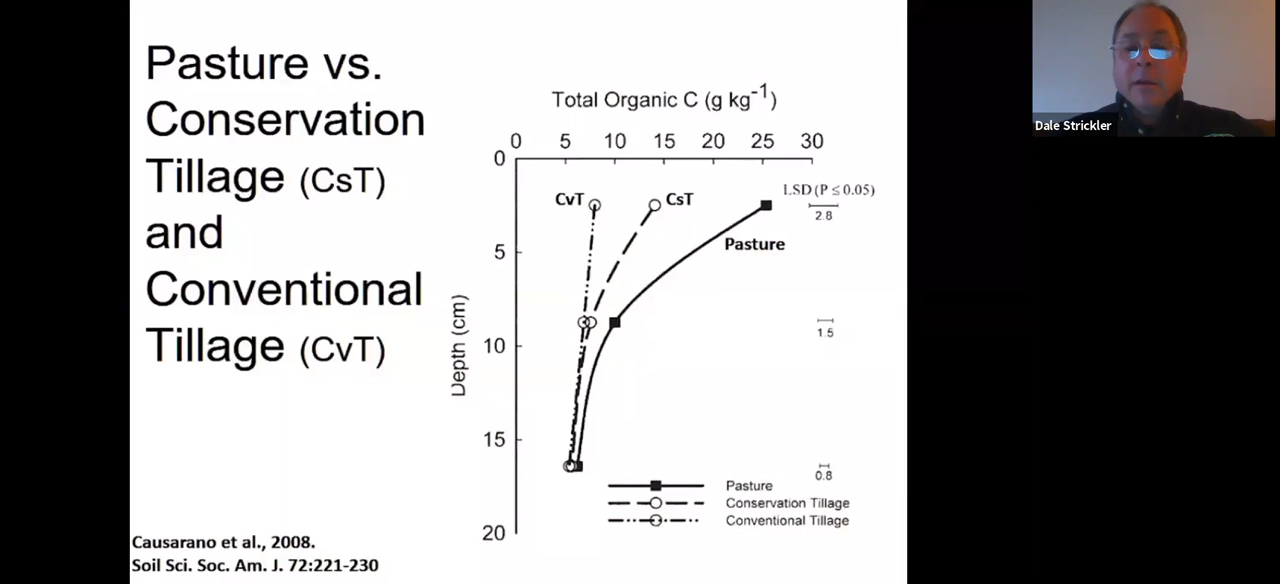 Pasture vs.
Conservation
Tillage (CsT)
and
Conventional
Tillage (CvT)
Total Organic C (g kg-1)
0 5 10 15 20 25 30
0
5
10
15
20
Depth (cm)
CvT
CsT
Pasture
LSD (P ≤ 0.05)
2.8
1.5
0.8
Pasture
Conservation Tillage
Conventional Tillage
Causarano et al., 2008.
Soil Sci. Soc. Am. J. 72:221-230
Dale Strickler